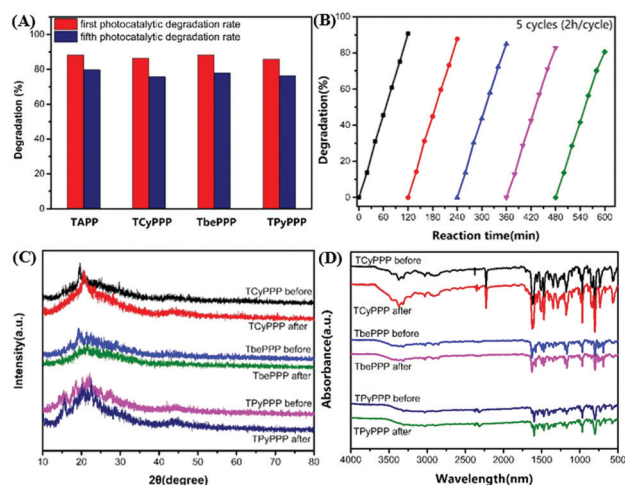 (A)
first photocatalytic degradation rate
fifth photocatalytic degradation rate
Degradation (%)
100
80
60
40
20
0
TAPP TCyPPP TbePPP TPyPPP
(B)
5 cycles (2h/cycle)
Degradation(%)
100
80
60
40
20
0
0 60 120 180 240 300 360 420 480 540 600
Reaction time(min)
(C)
TCyPPP before
TCyPPP after
TbePPP before
TbePPP after
TPyPPP before
TPyPPP after
Intensity(a.u.)
10 20 30 40 50 60 70 80
2θ(degree)
(D)
TCyPPP before
TCyPPP after
TbePPP before
TbePPP after
TPyPPP before
TPyPPP after
Absorbance(a.u.)
4000 3500 3000 2500 2000 1500 1000 500
Wavelength(nm)